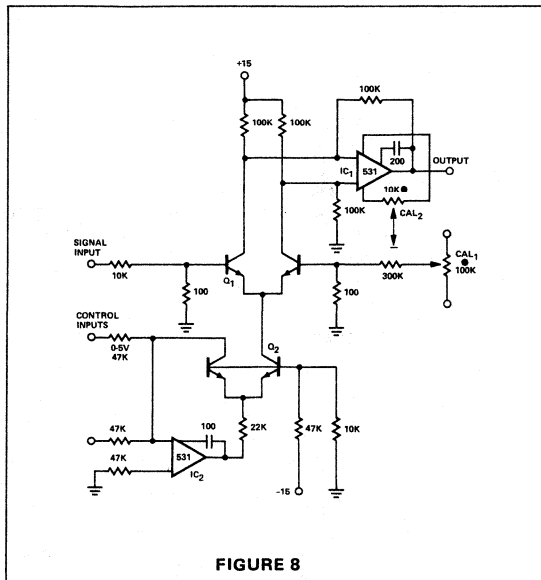 +15
100K
100K
100K
531
200
OUTPUT
IC1
10K
CAL2
100K
SIGNAL
INPUT
10K
Q1
100
100
300K
CAL1
100K
CONTROL
INPUTS
0-5V
47K
Q2
47K
100
22K
47K
10K
531
47K
IC2
-15
FIGURE 8